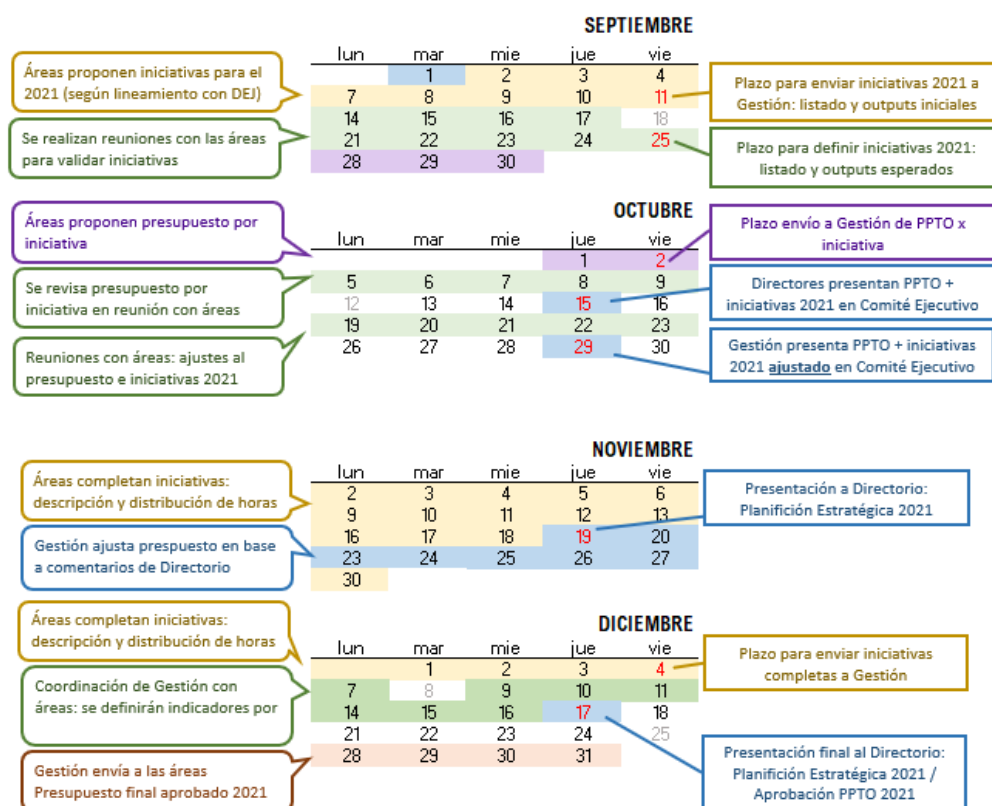 SEPTIEMBRE
lun mar mie jue vie
1 2 3 4
7 8 9 10 11
14 15 16 17 18
21 22 23 24 25
28 29 30
Áreas proponen iniciativas para el
2021 (según lineamiento con DEJ)
Se realizan reuniones con las áreas
para validar iniciativas
Plazo para enviar iniciativas 2021 a
Gestión: listado y outputs iniciales
Plazo para definir iniciativas 2021:
listado y outputs esperados
OCTUBRE
lun mar mie jue vie
1 2
5 6 7 8 9
12 13 14 15 16
19 20 21 22 23
26 27 28 29 30
Áreas proponen presupuesto por
iniciativa
Se revisa presupuesto por
iniciativa en reunión con áreas
Reuniones con áreas: ajustes al
presupuesto e iniciativas 2021
Plazo envío a Gestión de PPTO x
iniciativa
Directores presentan PPTO +
iniciativas 2021 en Comité Ejecutivo
Gestión presenta PPTO + iniciativas
2021 ajustado en Comité Ejecutivo
NOVIEMBRE
lun mar mie jue vie
2 3 4 5 6
9 10 11 12 13
16 17 18 19 20
23 24 25 26 27
30
Áreas completan iniciativas:
descripción y distribución de horas
Gestión ajusta prespuesto en base
a comentarios de Directorio
Presentación a Directorio:
Planifición Estratégica 2021
DICIEMBRE
lun mar mie jue vie
1 2 3 4
7 8 9 10 11
14 15 16 17 18
21 22 23 24 25
28 29 30 31
Áreas completan iniciativas:
descripción y distribución de horas
Coordinación de Gestión con
áreas: se definirán indicadores por
Gestión envía a las áreas
Presupuesto final aprobado 2021
Plazo para enviar iniciativas
completas a Gestión
Presentación final al Directorio:
Planifición Estratégica 2021 /
Aprobación PPTO 2021